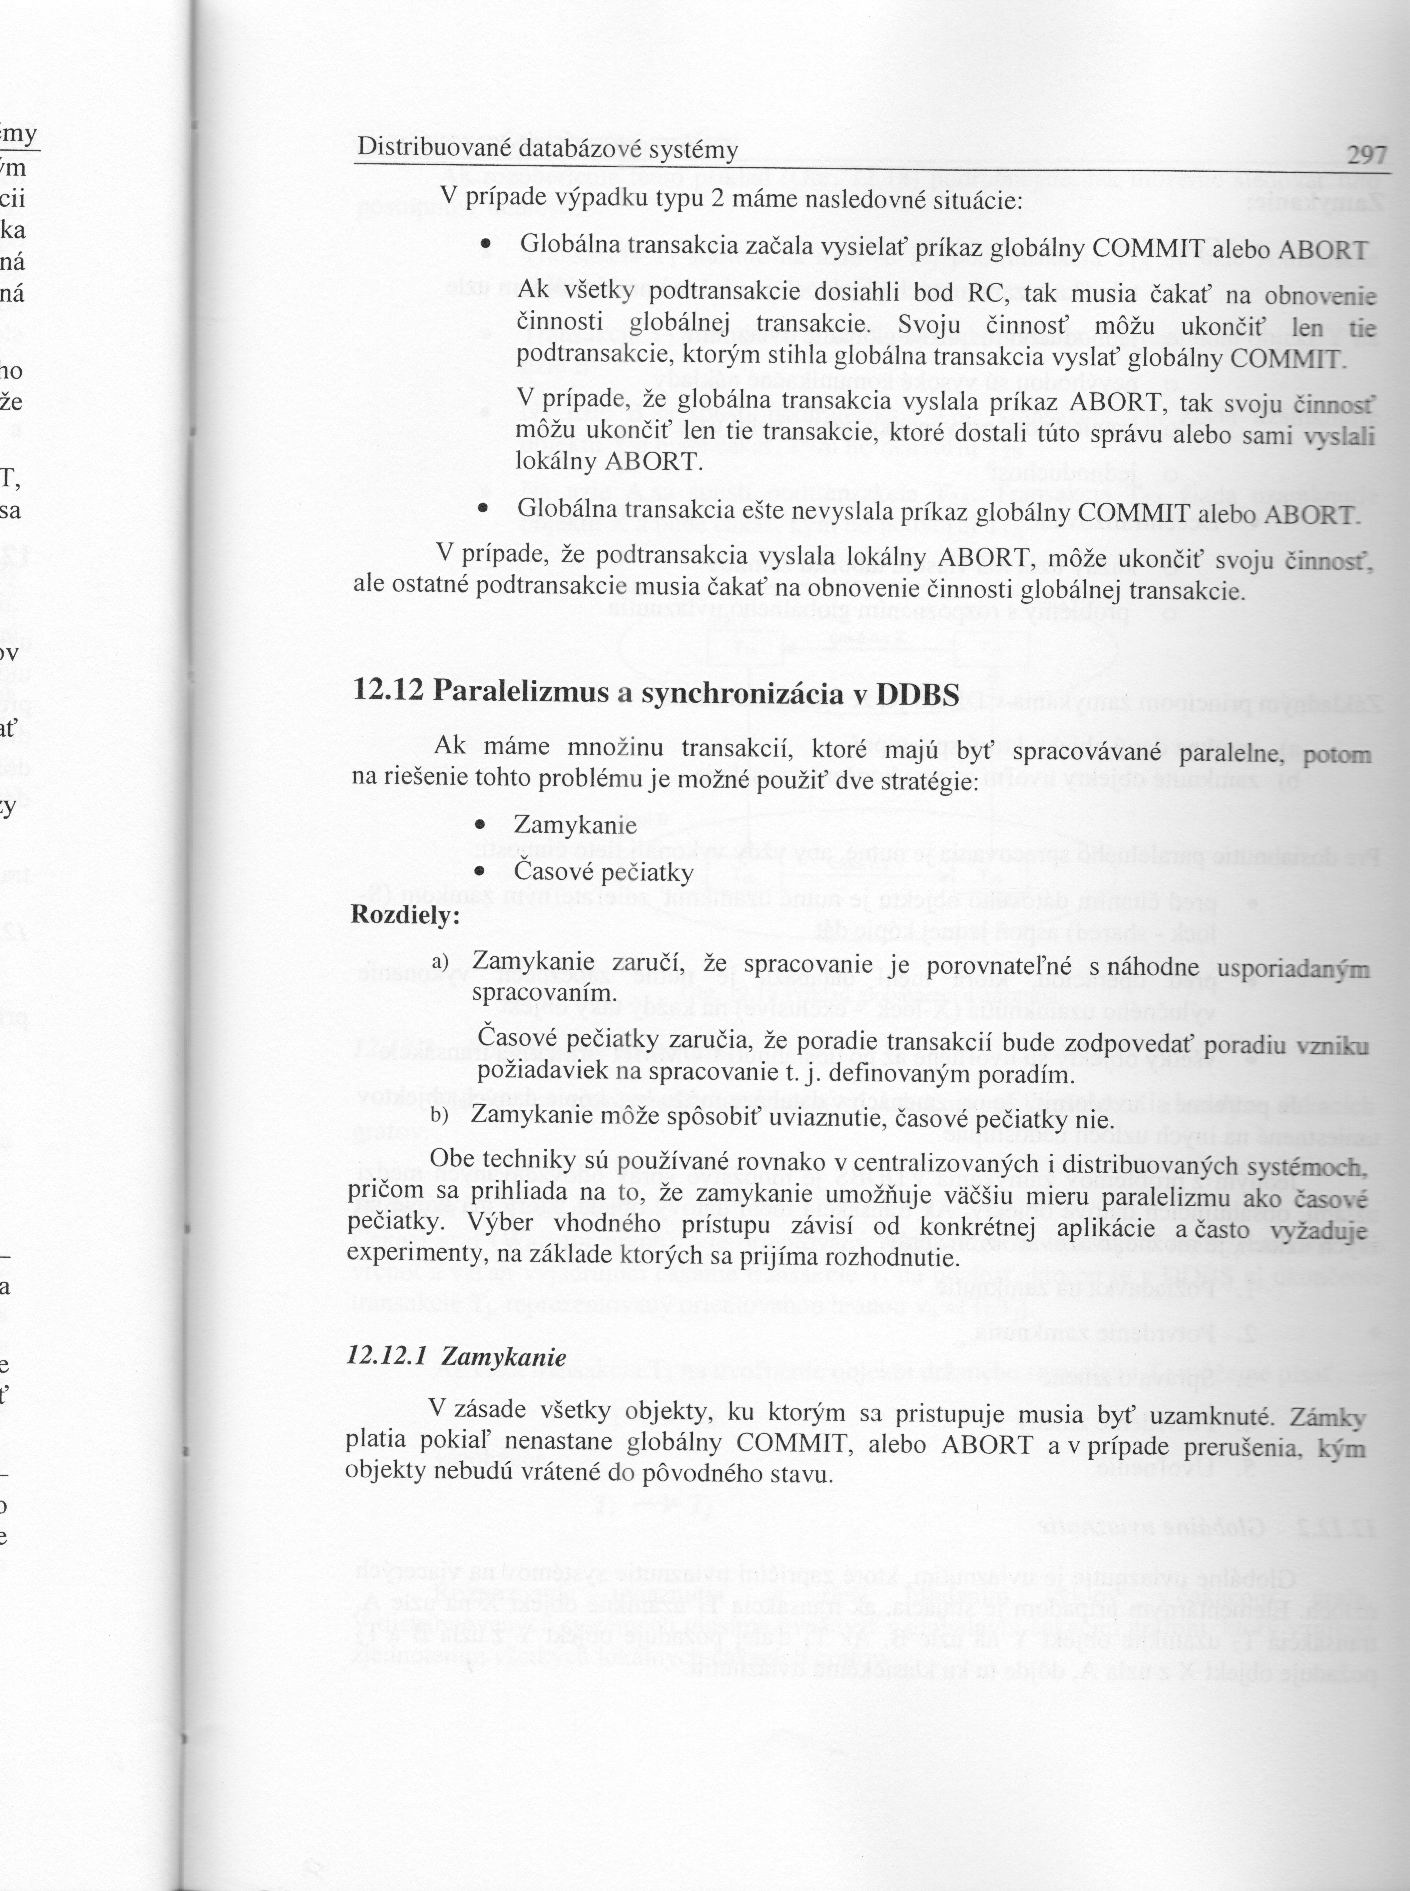 émy
ým
cii
ka
ná
ná
ho
že
T,
sa
ov
ať
zy
–
a
e
ť
–
o
e
Distribuované databázové systémy 297
V prípade výpadku typu 2 máme nasledovné situácie:
• Globálna transakcia začala vysielať príkaz globálny COMMIT alebo ABORT
Ak všetky podtransakcie dosiahli bod RC, tak musia čakať na obnovenie
činnosti globálnej transakcie. Svoju činnosť môžu ukončiť len tie
podtransakcie, ktorým stihla globálna transakcia vyslať globálny COMMIT.
V prípade, že globálna transakcia vyslala príkaz ABORT, tak svoju činnosť
môžu ukončiť len tie transakcie, ktoré dostali túto správu alebo sami vyslali
lokálny ABORT.
• Globálna transakcia ešte nevyslala príkaz globálny COMMIT alebo ABORT.
V prípade, že podtransakcia vyslala lokálny ABORT, môže ukončiť svoju činnosť,
ale ostatné podtransakcie musia čakať na obnovenie činnosti globálnej transakcie.
12.12 Paralelizmus a synchronizácia v DDBS
Ak máme množinu transakcií, ktoré majú byť spracovávané paralelne, potom
na riešenie tohto problému je možné použiť dve stratégie:
• Zamykanie
• Časové pečiatky
Rozdiely:
a) Zamykanie zaručí, že spracovanie je porovnateľné s náhodne usporiadaným
spracovaním.
Časové pečiatky zaručia, že poradie transakcií bude zodpovedať poradiu vzniku
požiadaviek na spracovanie t. j. definovaným poradím.
b) Zamykanie môže spôsobiť uviaznutie, časové pečiatky nie.
Obe techniky sú používané rovnako v centralizovaných i distribuovaných systémoch,
pričom sa prihliada na to, že zamykanie umožňuje väčšiu mieru paralelizmu ako časové
pečiatky. Výber vhodného prístupu závisí od konkrétnej aplikácie a často vyžaduje
experimenty, na základe ktorých sa prijíma rozhodnutie.
12.12.1 Zamykanie
V zásade všetky objekty, ku ktorým sa pristupuje musia byť uzamknuté. Zámky
platia pokiaľ nenastane globálny COMMIT, alebo ABORT a v prípade prerušenia, kým
objekty nebudú vrátené do pôvodného stavu.